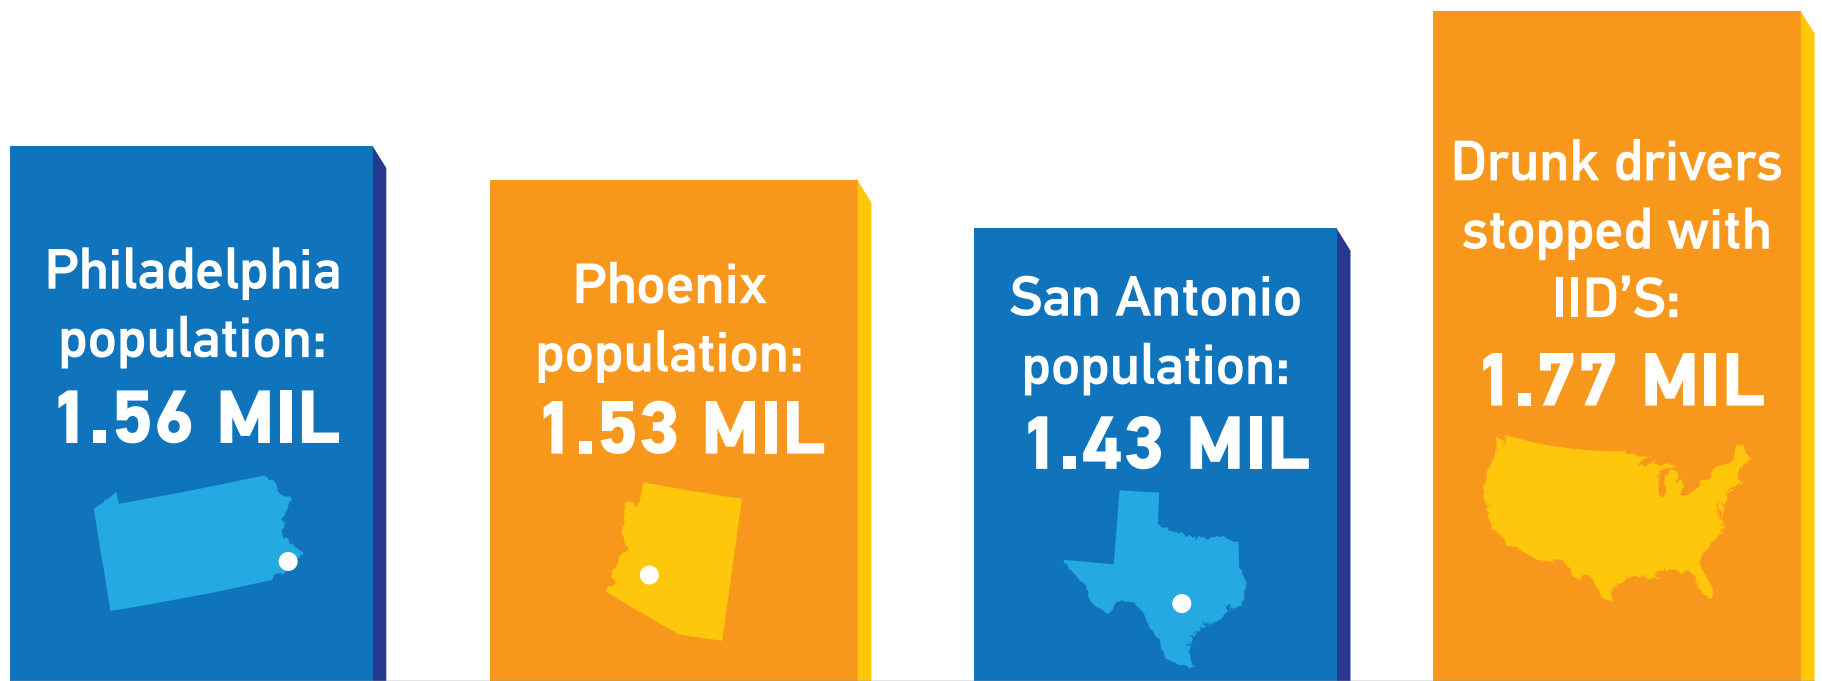 Philadelphia
population:
1.56 MIL
Phoenix
population:
1.53 MIL
San Antonio
population:
1.43 MIL
Drunk drivers
stopped with
IID'S:
1.77 MIL